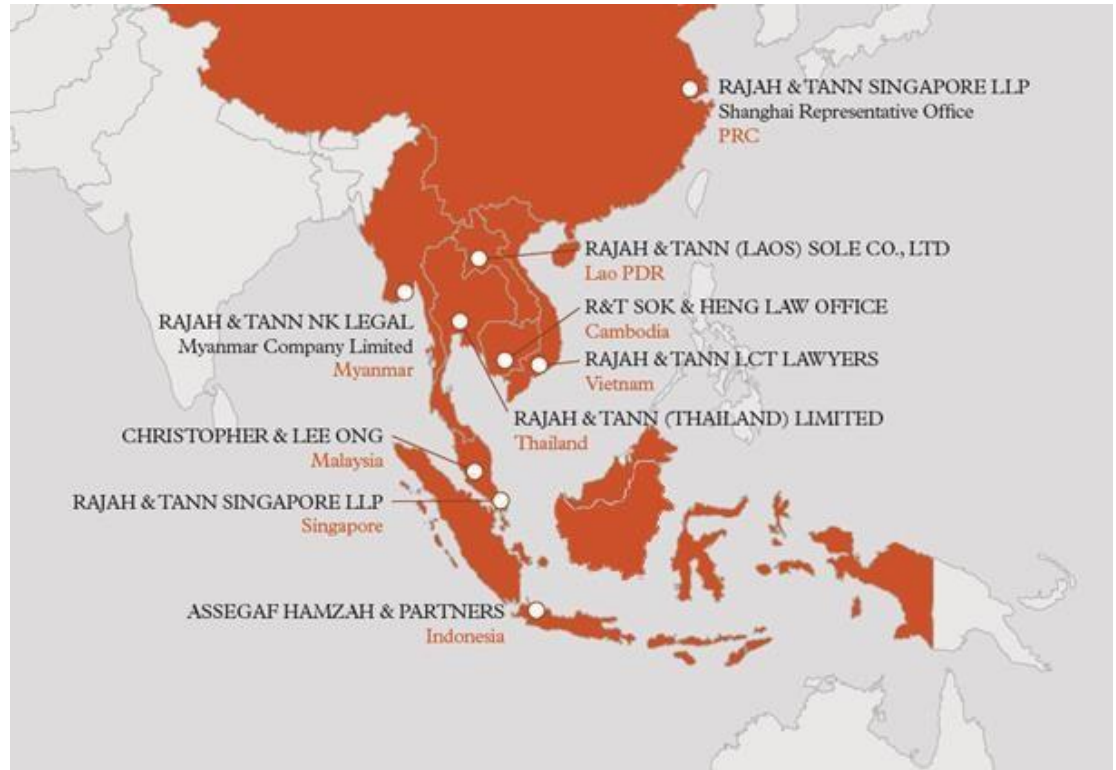 RAJAH & TANN SINGAPORE LLP
Shanghai Representative Office
PRC
RAJAH & TANN (LAOS) SOLE CO., LTD
Lao PDR
R&T SOK & HENG LAW OFFICE
Cambodia
RAJAH & TANN NK LEGAL
Myanmar Company Limited
Myanmar
RAJAH & TANN LCT LAWYERS
Vietnam
RAJAH & TANN (THAILAND) LIMITED
Thailand
CHRISTOPHER & LEE ONG
Malaysia
RAJAH & TANN SINGAPORE LLP
Singapore
ASSEGAF HAMZAH & PARTNERS
Indonesia